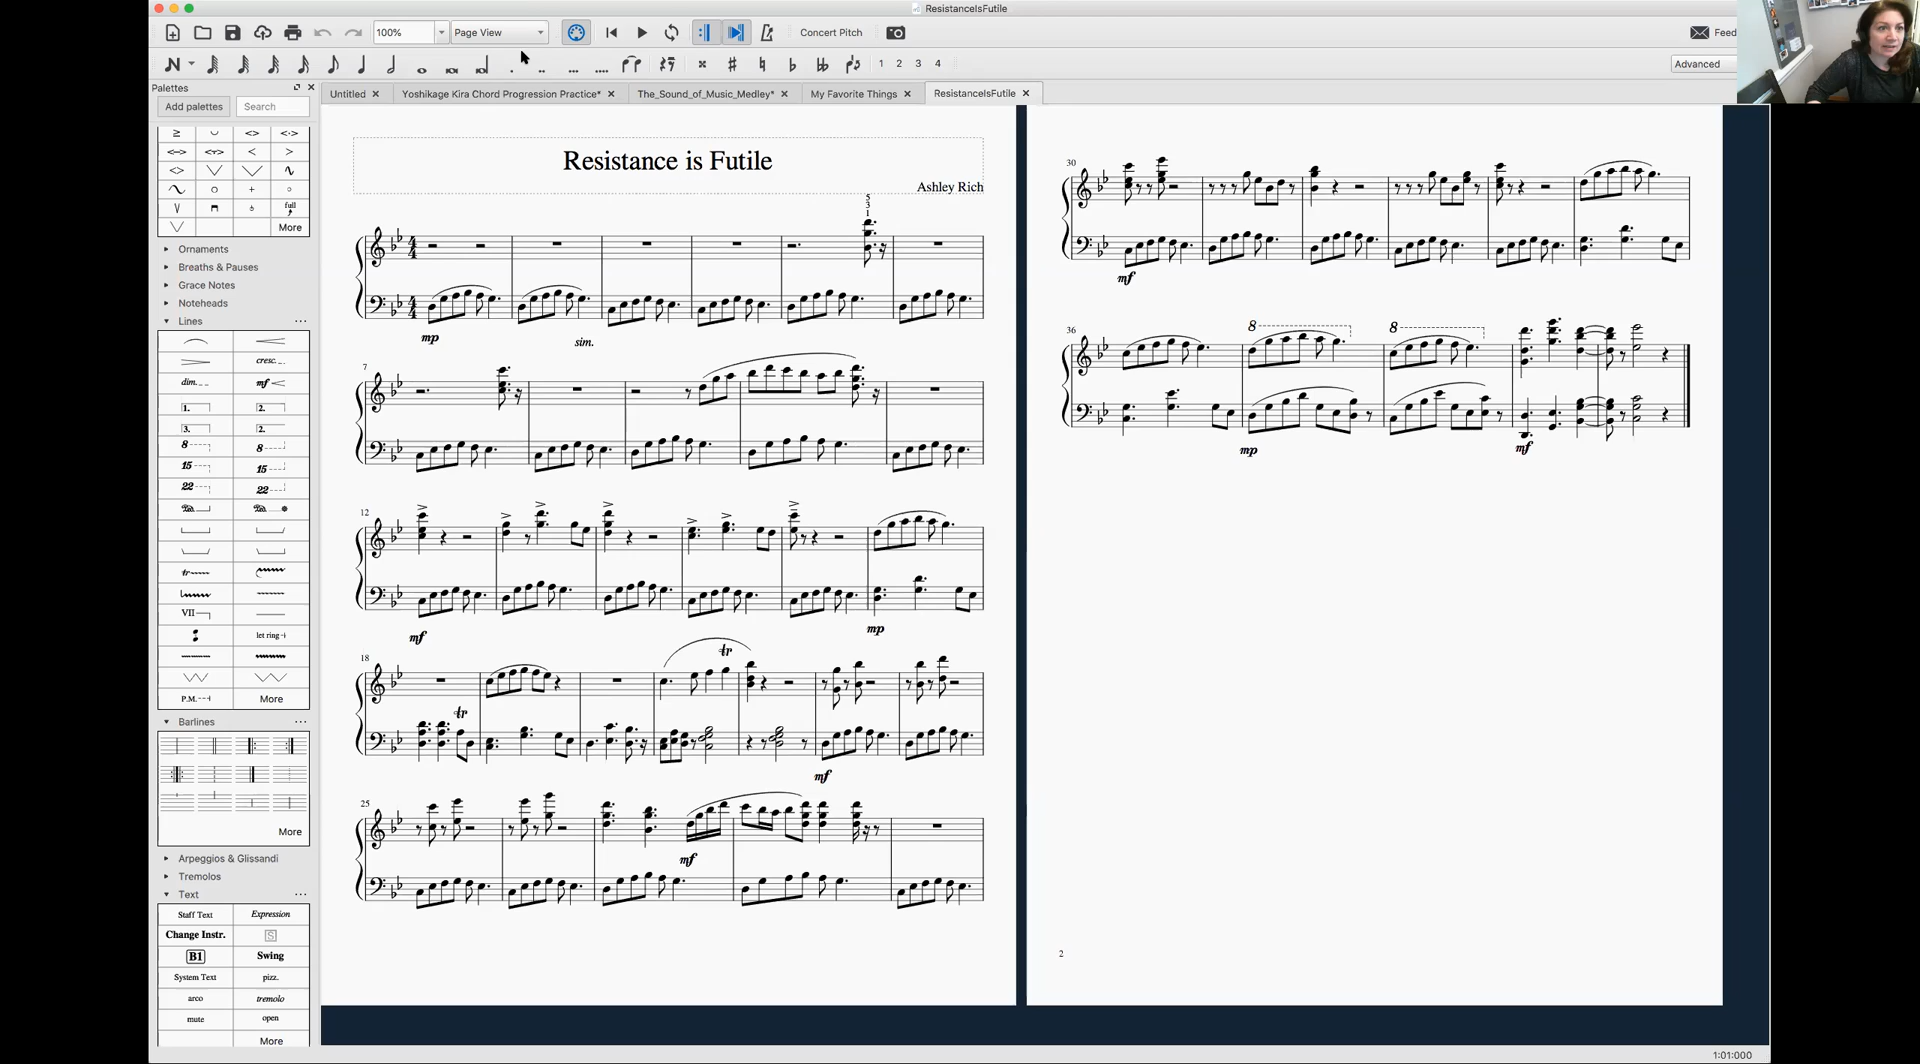 ResistanceIsFutile
100% Page View Concert Pitch Feed
1 2 3 4 Advanced
Palettes
Add palettes Search
Untitled Yoshikage Kira Chord Progression Practice* The_Sound_of_Music_Medley* My Favorite Things ResistanceIsFutile
full
More
Ornaments
Breaths & Pauses
Grace Notes
Noteheads
Lines
cresc.
dim. mf
1. 2.
3. 2.
8 8
15 15
22 22
tr
VII
let ring
P.M. More
Barlines
More
Arpeggios & Glissandi
Tremolos
Text
Staff Text Expression
Change Instr. S
B1 Swing
System Text pizz.
arco tremolo
mute open
More
Resistance is Futile
Ashley Rich
5
3
1
mp
sim.
7
12
mf
mp
18
tr
tr
mf
25
mf
30
mf
36
8
8
mp
mf
2
1:01:000